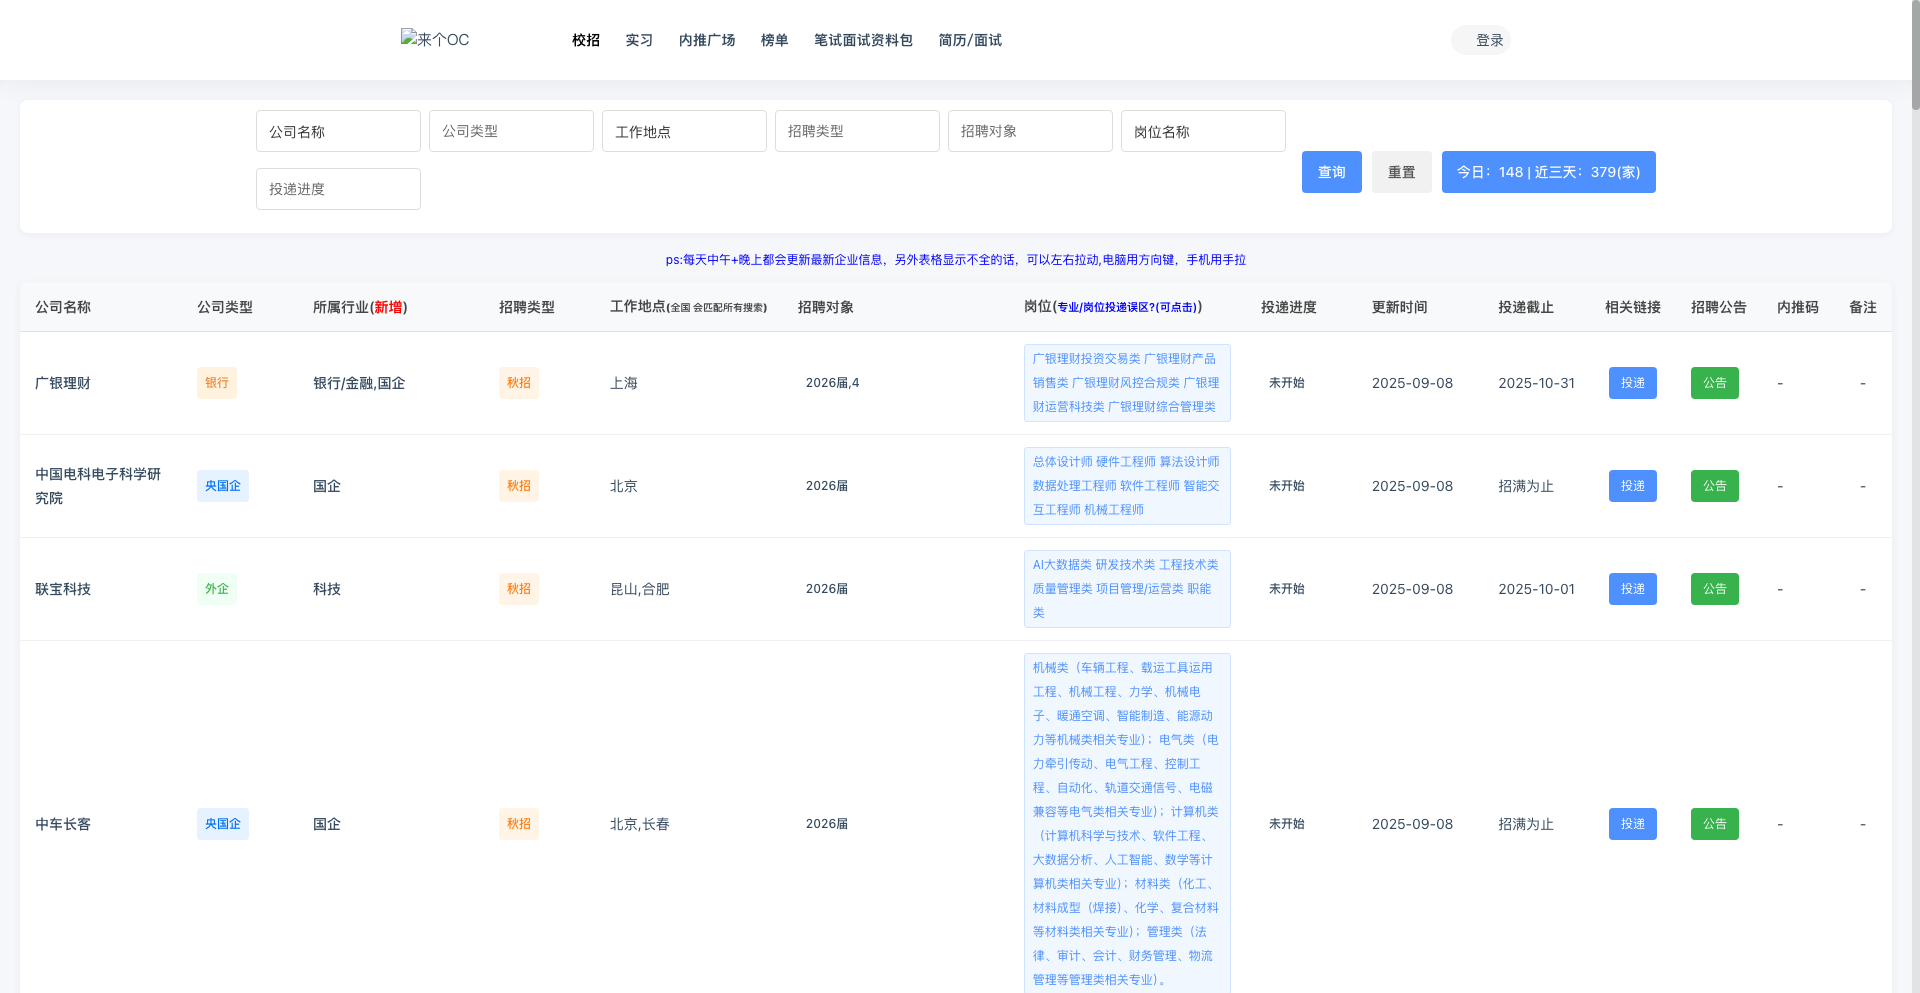 来个OC
校招 实习 内推广场 榜单 笔试面试资料包 简历/面试
登录
公司名称 公司类型 工作地点 招聘类型 招聘对象 岗位名称
投递进度
查询 重置 今日：148 | 近三天：379(家)
ps:每天中午+晚上都会更新最新企业信息，另外表格显示不全的话，可以左右拉动,电脑用方向键，手机用手拉
公司名称 公司类型 所属行业(新增) 招聘类型 工作地点(全国 会匹配所有搜索) 招聘对象 岗位(专业/岗位投递误区?(可点击)) 投递进度 更新时间 投递截止 相关链接 招聘公告 内推码 备注
广银理财 银行 银行/金融,国企 秋招 上海 2026届,4
广银理财投资交易类 广银理财产品
销售类 广银理财风控合规类 广银理
财运营科技类 广银理财综合管理类
未开始 2025-09-08 2025-10-31 投递 公告 - -
中国电科电子科学研
究院
央国企 国企 秋招 北京 2026届
总体设计师 硬件工程师 算法设计师
数据处理工程师 软件工程师 智能交
互工程师 机械工程师
未开始 2025-09-08 招满为止 投递 公告 - -
联宝科技 外企 科技 秋招 昆山,合肥 2026届
AI大数据类 研发技术类 工程技术类
质量管理类 项目管理/运营类 职能
类
未开始 2025-09-08 2025-10-01 投递 公告 - -
中车长客 央国企 国企 秋招 北京,长春 2026届
机械类（车辆工程、载运工具运用
工程、机械工程、力学、机械电
子、暖通空调、智能制造、能源动
力等机械类相关专业)；电气类（电
力牵引传动、电气工程、控制工
程、自动化、轨道交通信号、电磁
兼容等电气类相关专业)；计算机类
（计算机科学与技术、软件工程、
大数据分析、人工智能、数学等计
算机类相关专业)；材料类（化工、
材料成型（焊接)、化学、复合材料
等材料类相关专业)；管理类（法
律、审计、会计、财务管理、物流
管理等管理类相关专业) 。
未开始 2025-09-08 招满为止 投递 公告 - -